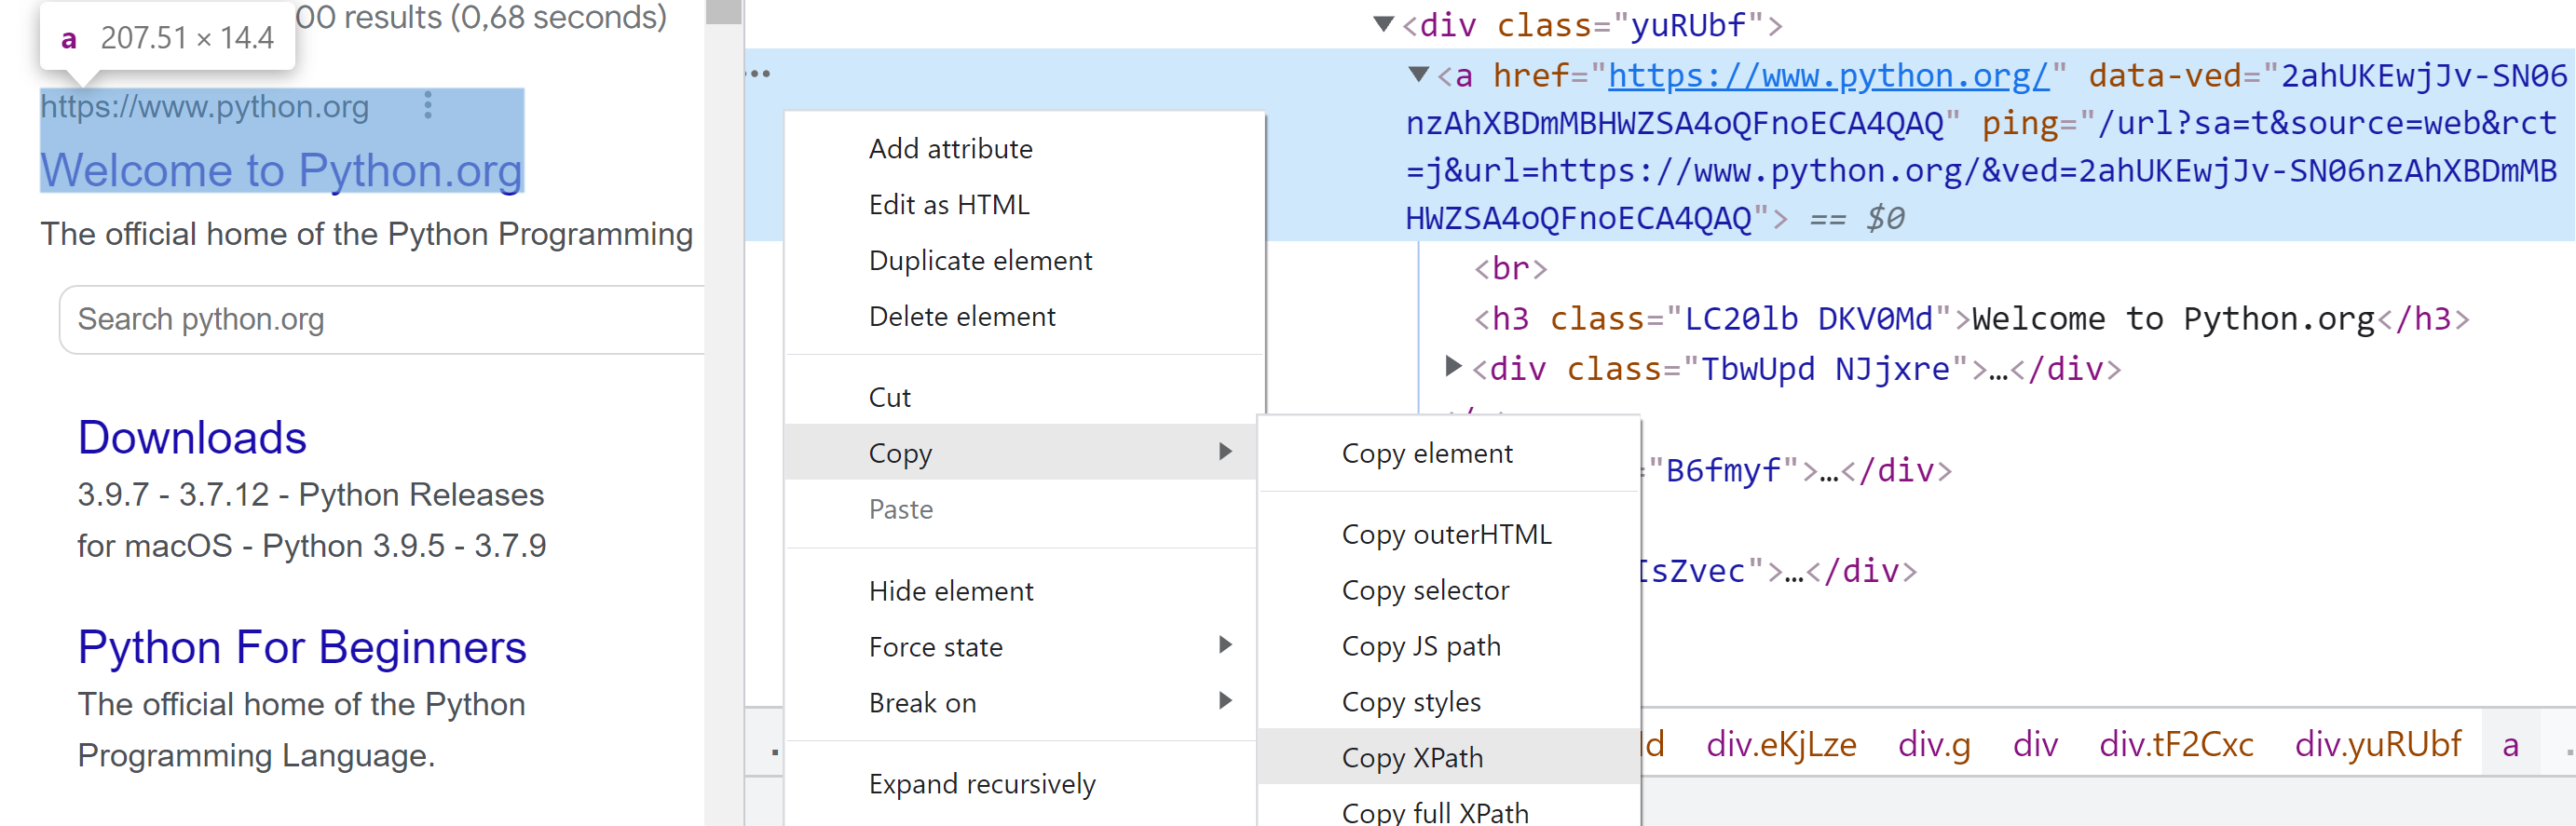 00 results (0,68 seconds)
a 207.51 × 14.4
https://www.python.org
Welcome to Python.org
The official home of the Python Programming
Search python.org
Downloads
3.9.7 - 3.7.12 - Python Releases
for macOS - Python 3.9.5 - 3.7.9
Python For Beginners
The official home of the Python
Programming Language.
<div class="yuRUbf">
<a href="https://www.python.org/" data-ved="2ahUKEwjJv-SN06
nzAhXBDmMBHWZSA4oQFnoECA4QAQ" ping="/url?sa=t&source=web&rct
=j&url=https://www.python.org/&ved=2ahUKEwjJv-SN06nzAhXBDmMB
HWZSA4oQFnoECA4QAQ"> == $0
<br>
<h3 class="LC20lb DKV0Md">Welcome to Python.org</h3>
<div class="TbwUpd NJjxre">…</div>
="B6fmyf">…</div>
IsZvec">…</div>
Add attribute
Edit as HTML
Duplicate element
Delete element
Cut
Copy
Paste
Hide element
Force state
Break on
Expand recursively
Copy element
Copy outerHTML
Copy selector
Copy JS path
Copy styles
Copy XPath
Copy full XPath
d div.eKjLze div.g div div.tF2Cxc div.yuRUbf a